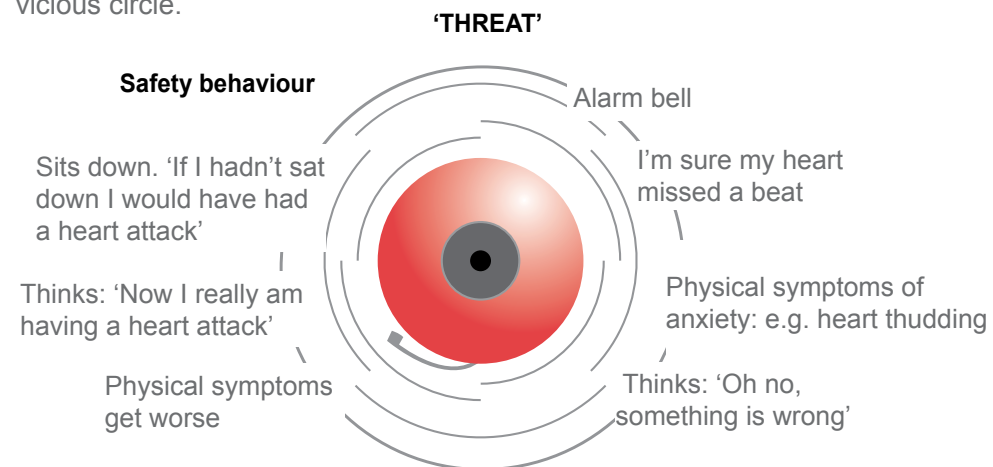 vicious circle.
‘THREAT’
Safety behaviour
Alarm bell
I’m sure my heart
missed a beat
Physical symptoms of
anxiety: e.g. heart thudding
Thinks: ‘Oh no,
something is wrong’
Physical symptoms
get worse
Thinks: ‘Now I really am
having a heart attack’
Sits down. ‘If I hadn’t sat
down I would have had
a heart attack’